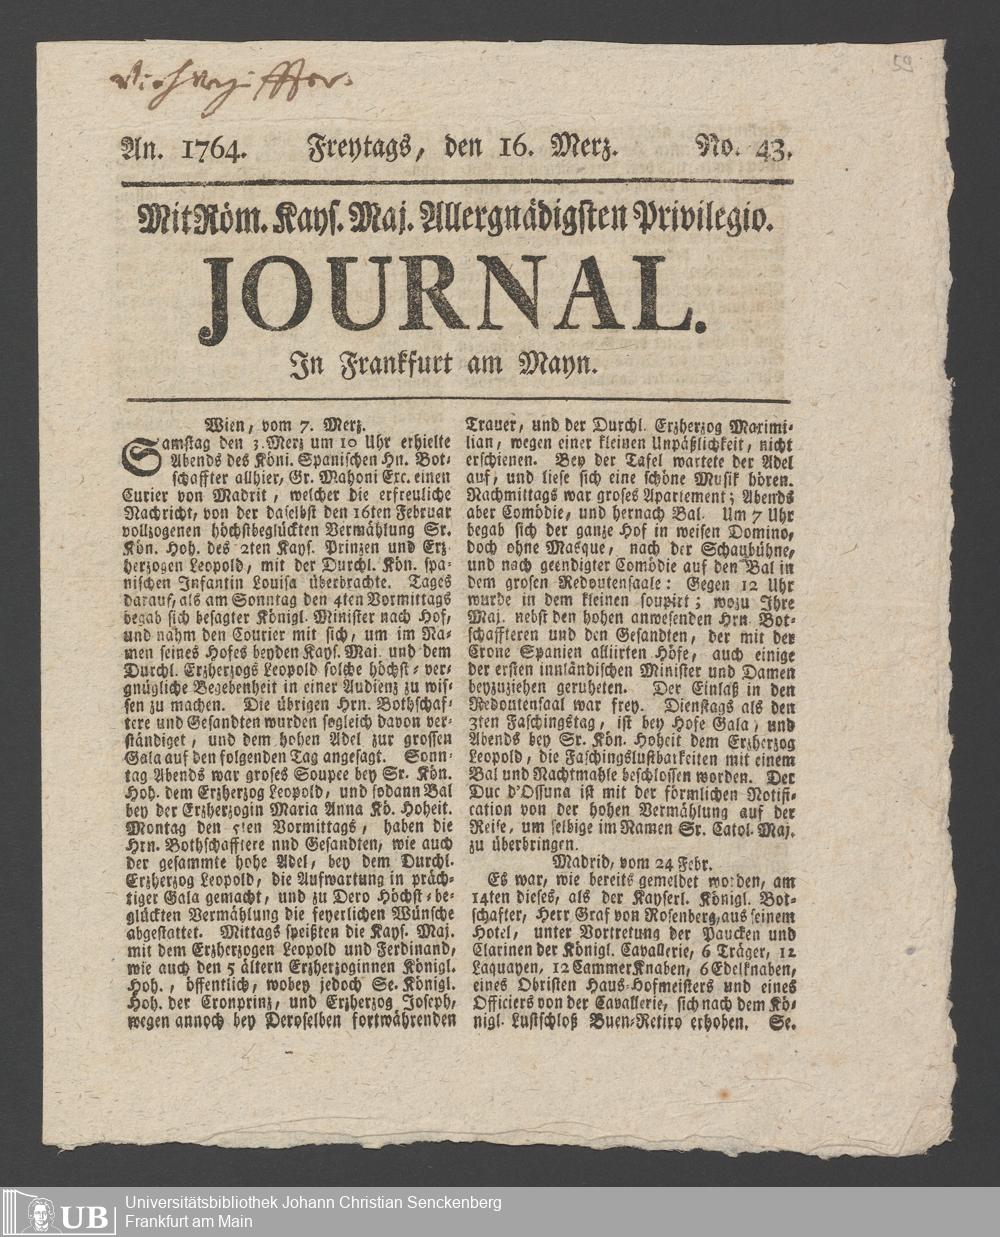 59
An. 1764. Freytags, den 16. Merz. No. 43.
Mit Röm. Kays. Maj. Allergnädigsten Privilegio.
JOURNAL.
In Frankfurt am Mayn.
Wien, vom 7. Merz.
Samstag den 3. Merz um 10 Uhr erhielte
Abends des Köni. Spanischen Hn. Bot-
schaffter allhier, Gr. Mahoni Exc. einen
Curier von Madrit, welcher die erfreuliche
Nachricht, von der daselbst den 16ten Februar
vollzogenen höchstbeglückten Vermählung Sr.
Kön. Hoh. des 2ten Kays. Prinzen und Erz
herzogen Leopold, mit der Durchl. Kön. spa-
nischen Infantin Louisa überbrachte. Tages
darauf, als am Sonntag den 4ten Vormittags
begab sich besagter Königl. Minister nach Hof,
und nahm den Courier mit sich, um im Na-
men seines Hofes beyden Kays. Maj. und dem
Durchl. Erzherzogs Leopold solche höchst-ver-
gnügliche Begebenheit in einer Audienz zu wis-
sen zu machen. Die übrigen Hrn. Bothschaf-
tere und Gesandten wurden sogleich davon ver-
ständiget, und dem hohen Adel zur grossen
Gala auf den folgenden Tag angesagt. Sonn-
tag Abends war groses Soupee bey Sr. Kön.
Hoh. dem Erzherzog Leopold, und sodann Bal
bey der Erzherzogin Maria Anna Kö. Hoheit.
Montag den 5ten Vormittags, haben die
Hrn. Bothschafftere nnd Gesandten, wie auch
der gesammte hohe Adel, bey dem Durchl.
Erzherzog Leopold, die Aufwartung in präch-
tiger Gala gemacht, und zu Dero Höchst-be-
glückten Vermählung die feyerlichen Wünsche
abgestattet. Mittags speißten die Kays. Maj.
mit dem Erzherzogen Leopold und Ferdinand,
wie auch den 5 ältern Erzherzoginnen Königl.
Hoh., öffentlich, wobey jedoch Se. Königl.
Hoh. der Cronprinz, und Erzherzog Joseph,
wegen annoch bey Deroselben fortwährenden
Trauer, und der Durchl. Erzherzog Maximi-
lian, wegen einer kleinen Unpäßlichkeit, nicht
erschienen. Bey der Tafel wartete der Adel
auf, und liese sich eine schöne Musik hören.
Nachmittags war groses Apartement; Abends
aber Comödie, und hernach Bal. Um 7 Uhr
begab sich der ganze Hof in weisen Domino,
doch ohne Masque, nach der Schaubühne,
und nach geendigter Comödie auf den Bal in
dem grosen Redoutensaale: Gegen 12 Uhr
wurde in dem kleinen soupirt; wozu Ihre
Maj. nebst den hohen anwesenden Hrn. Bot-
schaffteren und den Gesandten, der mit der
Crone Spanien alliirten Höfe, auch einige
der ersten innländischen Minister und Damen
beyzuziehen geruheten. Der Einlaß in den
Redoutensaal war frey. Dienstags als den
3ten Faschingstag, ist bey Hofe Gala, und
Abends bey Sr. Kön. Hoheit dem Erzherzog
Leopold, die Faschingslustbarkeiten mit einem
Bal und Nachtmahle beschlossen worden. Der
Duc d'Ossuna ist mit der förmlichen Notifi-
cation von der hohen Vermählung auf der
Reise, um selbige im Namen Sr. Catol. Maj.
zu überbringen.
Madrid, vom 24 Febr.
Es war, wie bereits gemeldet worden, am
14ten dieses, als der Kayserl. Königl. Bot-
schafter, Herr Graf von Rosenberg, aus seinem
Hotel, unter Vortretung der Paucken und
Clarinen der Königl. Cavallerie, 6 Träger, 12
Laquayen, 12 CammerKnaben, 6 Edelknaben,
eines Obristen Haus-Hofmeisters und eines
Officiers von der Cavallerie, sich nach dem Kö-
nigl. Lustschloß Buen-Retiro erhoben. Se.
UB
Universitätsbibliothek Johann Christian Senckenberg
Frankfurt am Main